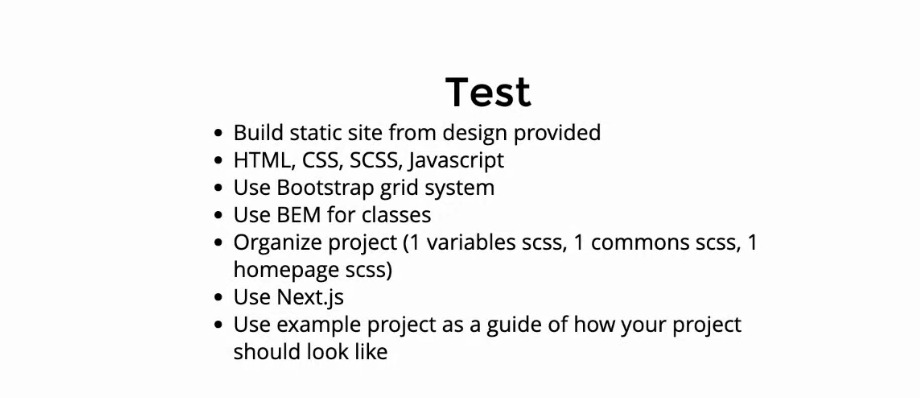 Test
• Build static site from design provided
• HTML, CSS, SCSS, Javascript
• Use Bootstrap grid system
• Use BEM for classes
• Organize project (1 variables scss, 1 commons scss, 1
homepage scss)
• Use Next.js
• Use example project as a guide of how your project
should look like